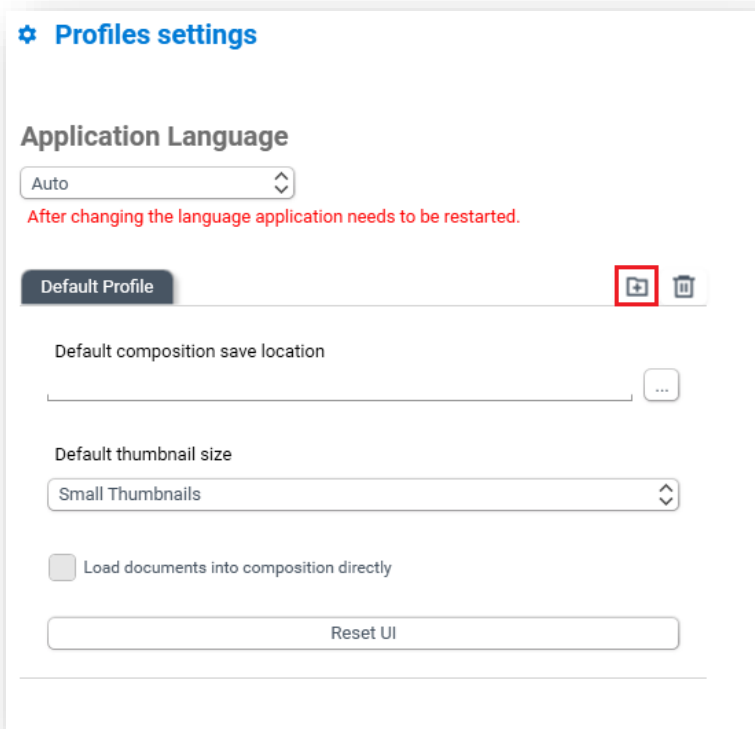 Profiles settings
Application Language
Auto
After changing the language application needs to be restarted.
Default Profile
Default composition save location
...
Default thumbnail size
Small Thumbnails
Load documents into composition directly
Reset UI